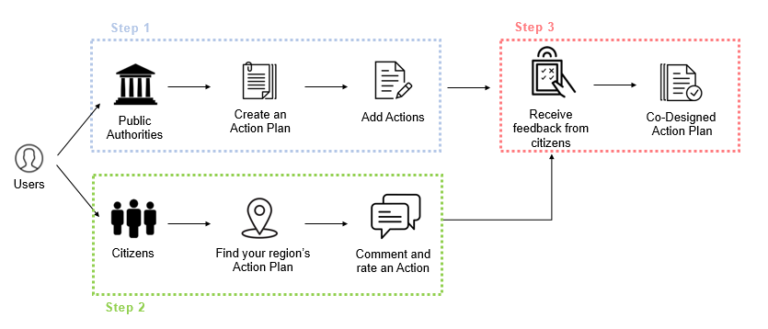 Step 1
Public
Authorities
Create an
Action Plan
Add Actions
Step 3
Receive
feedback from
citizens
Co-Designed
Action Plan
Users
Citizens
Find your region's
Action Plan
Comment and
rate an Action
Step 2